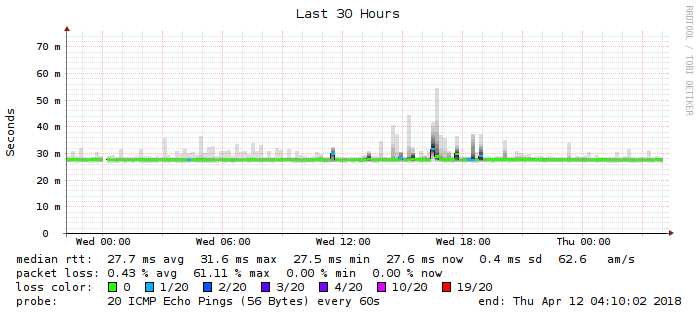 Last 30 Hours
RRDTOOL / TOBI OETIKER
Seconds
70 m
60 m
50 m
40 m
30 m
20 m
10 m
0
Wed 00:00 Wed 06:00 Wed 12:00 Wed 18:00 Thu 00:00
median rtt: 27.7 ms avg 31.6 ms max 27.5 ms min 27.6 ms now 0.4 ms sd 62.6 am/s
packet loss: 0.43 % avg 61.11 % max 0.00 % min 0.00 % now
loss color: 0 1/20 2/20 3/20 4/20 10/20 19/20
probe: 20 ICMP Echo Pings (56 Bytes) every 60s end: Thu Apr 12 04:10:02 2018